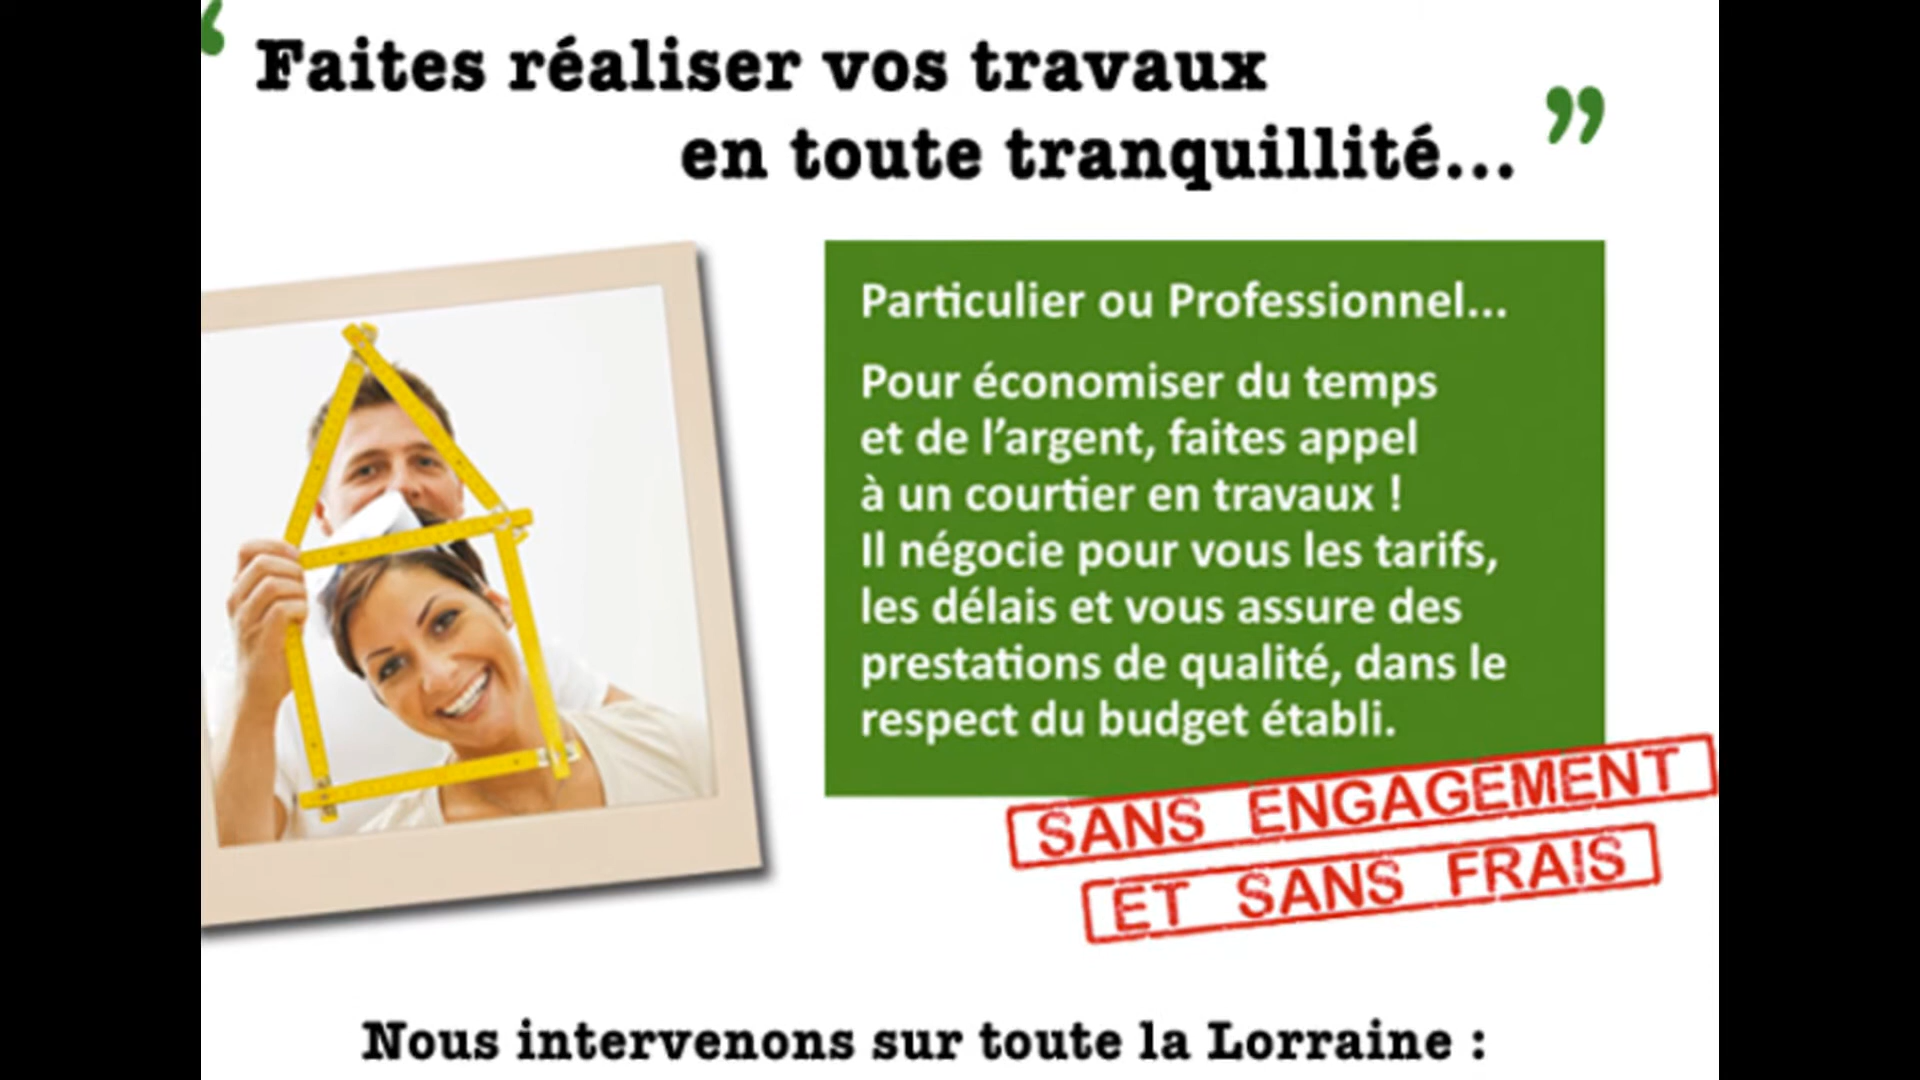 ‘ Faites réaliser vos travaux
en toute tranquillité... ”
Particulier ou Professionnel...
Pour économiser du temps
et de l’argent, faites appel
à un courtier en travaux !
Il négocie pour vous les tarifs,
les délais et vous assure des
prestations de qualité, dans le
respect du budget établi.
SANS ENGAGEMENT
ET SANS FRAIS
Nous intervenons sur toute la Lorraine :